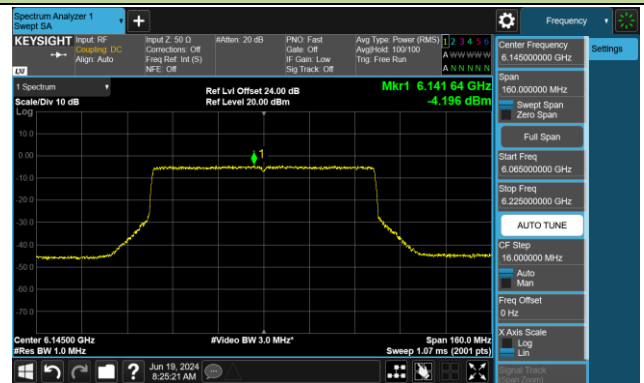 Spectrum Analyzer 1
Swept SA
+
Frequency
KEYSIGHT
Input: RF
Coupling: DC
Align: Auto
Input Z: 50 Ω
Corrections: Off
Freq Ref: Int (S)
NFE: Off
#Atten: 20 dB
PNO: Fast
Gate: Off
IF Gain: Low
Sig Track: Off
Avg Type: Power (RMS)
Avg|Hold: 100/100
Trig: Free Run
1 2 3 4 5 6
A W W W W W
A N N N N N
LXI
1 Spectrum
Scale/Div 10 dB
Log
Ref Lvl Offset 24.00 dB
Ref Level 20.00 dBm
Mkr1 6.141 64 GHz
-4.196 dBm
10.0
0.00
-10.0
-20.0
-30.0
-40.0
-50.0
-60.0
-70.0
1
Center 6.14500 GHz
#Res BW 1.0 MHz
#Video BW 3.0 MHz*
Span 160.0 MHz
Sweep 1.07 ms (2001 pts)
Center Frequency
6.145000000 GHz
Settings
Span
160.000000 MHz
Swept Span
Zero Span
Full Span
Start Freq
6.065000000 GHz
Stop Freq
6.225000000 GHz
AUTO TUNE
CF Step
16.000000 MHz
Auto
Man
Freq Offset
0 Hz
X Axis Scale
Log
Lin
Signal Track
(Span Zoom)
?
Jun 19, 2024
8:25:21 AM